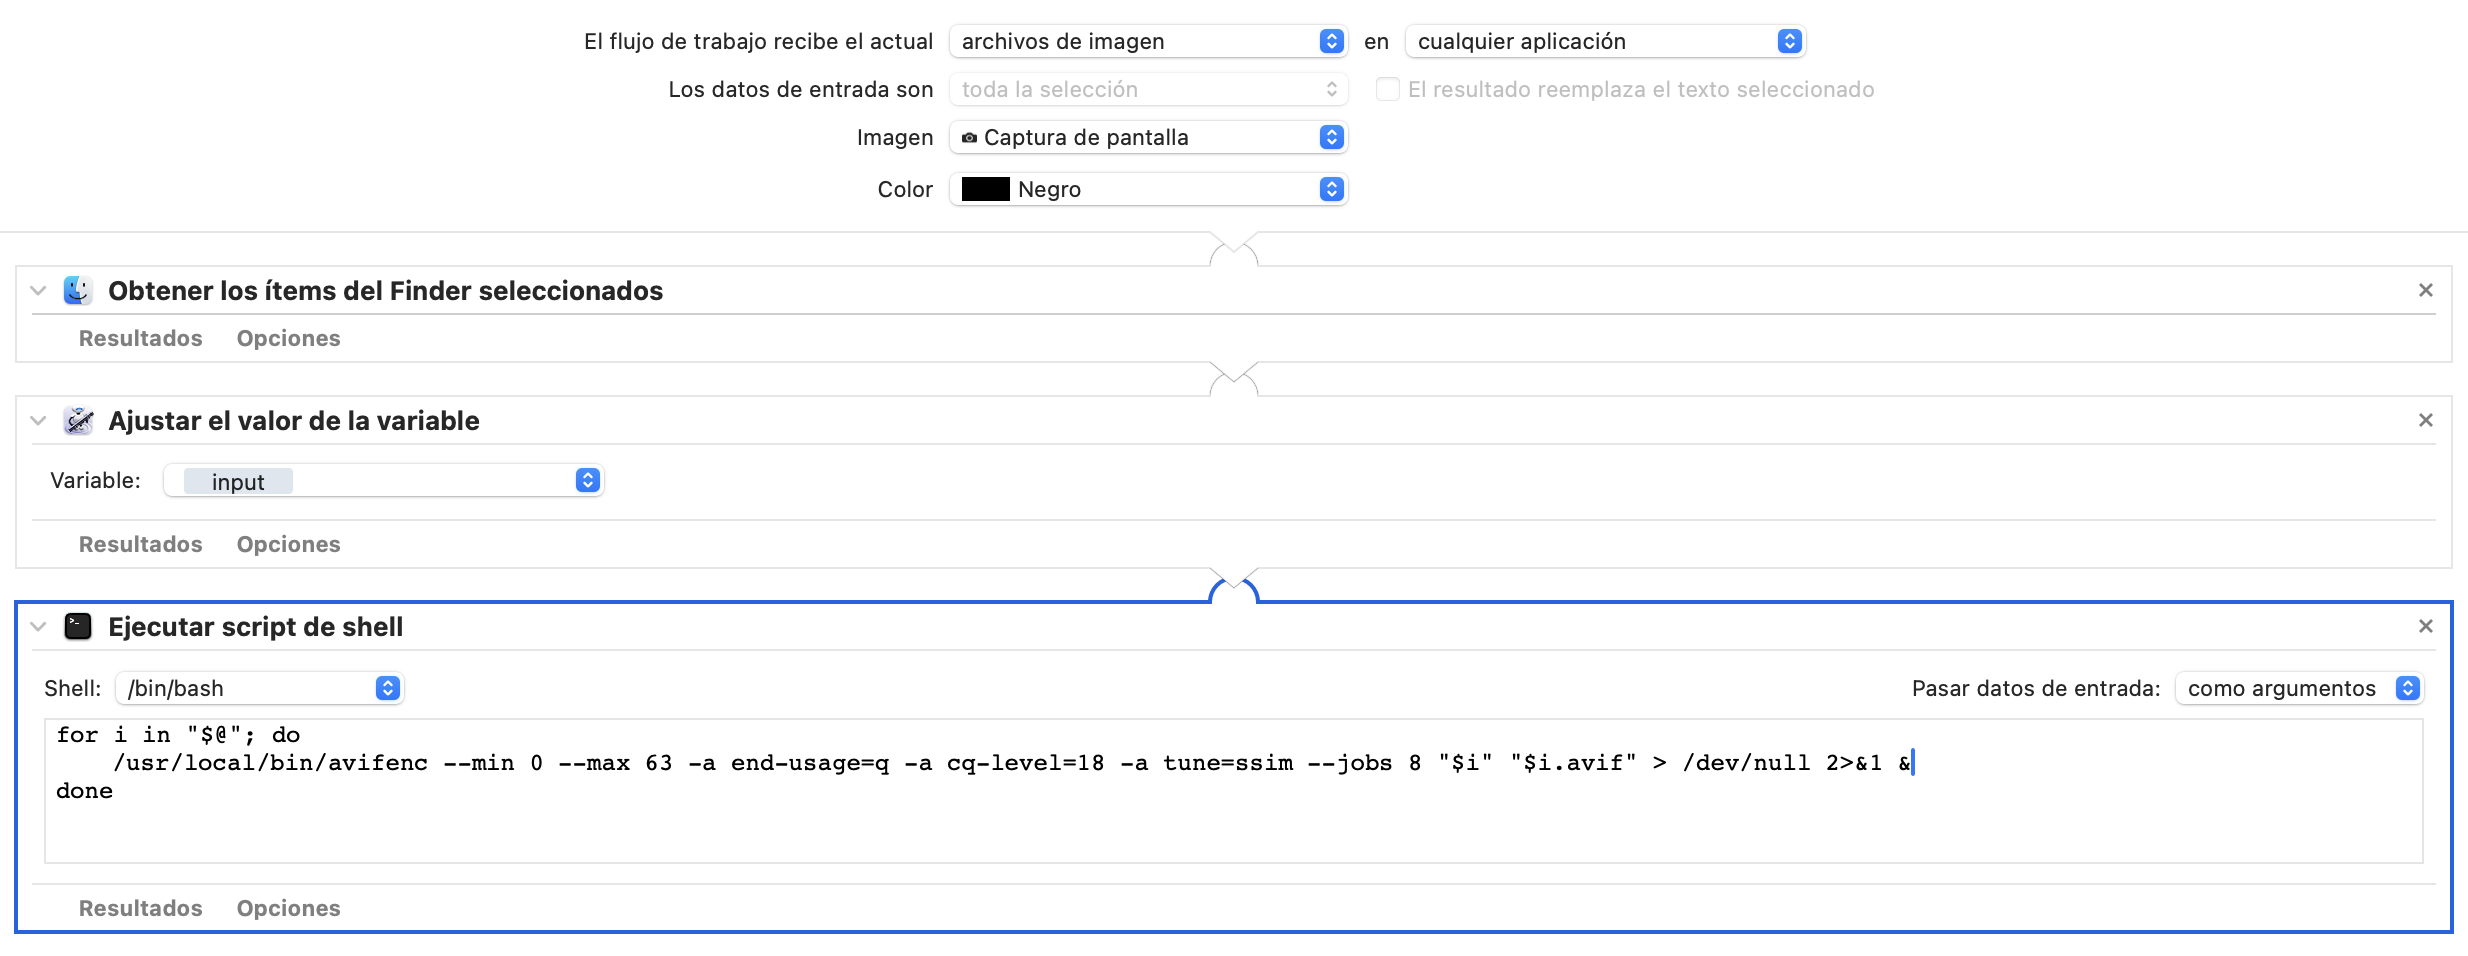 El flujo de trabajo recibe el actual archivos de imagen en cualquier aplicación
Los datos de entrada son toda la selección El resultado reemplaza el texto seleccionado
Imagen Captura de pantalla
Color Negro
Obtener los ítems del Finder seleccionados
Resultados Opciones
Ajustar el valor de la variable
Variable: input
Resultados Opciones
Ejecutar script de shell
Shell: /bin/bash Pasar datos de entrada: como argumentos
for i in "$@"; do
/usr/local/bin/avifenc --min 0 --max 63 -a end-usage=q -a cq-level=18 -a tune=ssim --jobs 8 "$i" "$i.avif" > /dev/null 2>&1 &
done
Resultados Opciones